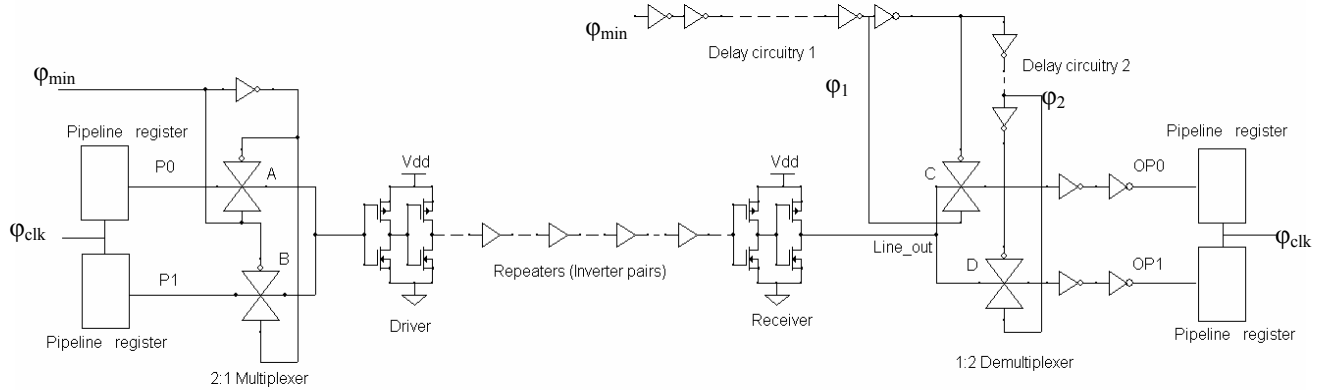 φmin
Delay circuitry 1
Delay circuitry 2
φ1
φ2
φmin
Pipeline register
P0
A
φclk
P1
B
Pipeline register
2:1 Multiplexer
Vdd
Driver
Repeaters (Inverter pairs)
Vdd
Receiver
Line_out
C
D
1:2 Demultiplexer
Pipeline register
OP0
φclk
OP1
Pipeline register